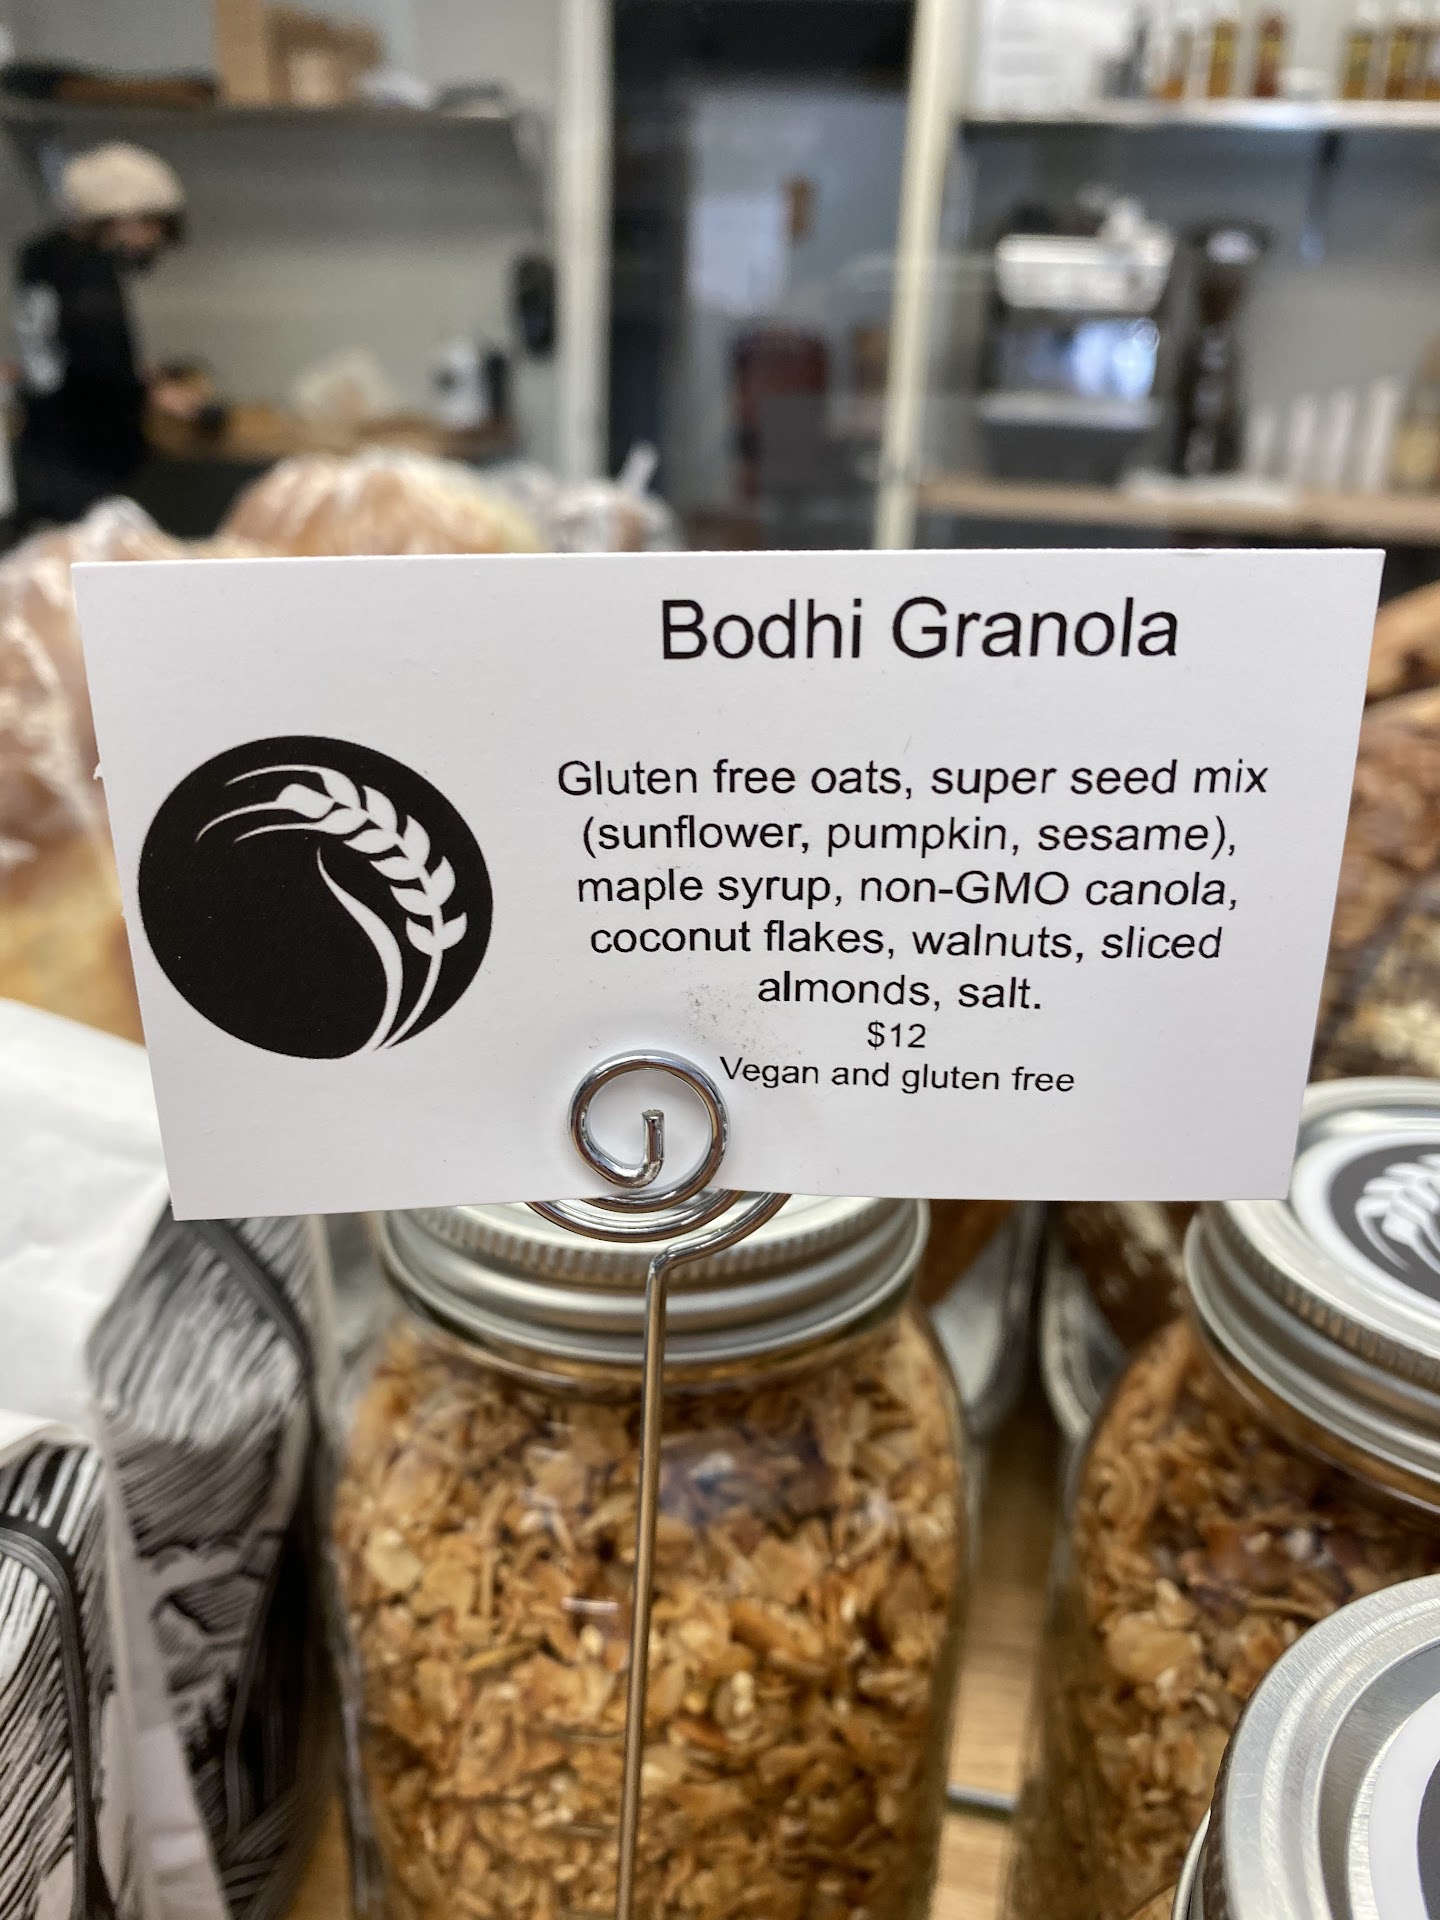 Bodhi Granola
Gluten free oats, super seed mix
(sunflower, pumpkin, sesame),
maple syrup, non-GMO canola,
coconut flakes, walnuts, sliced
almonds, salt.
$12
Vegan and gluten free